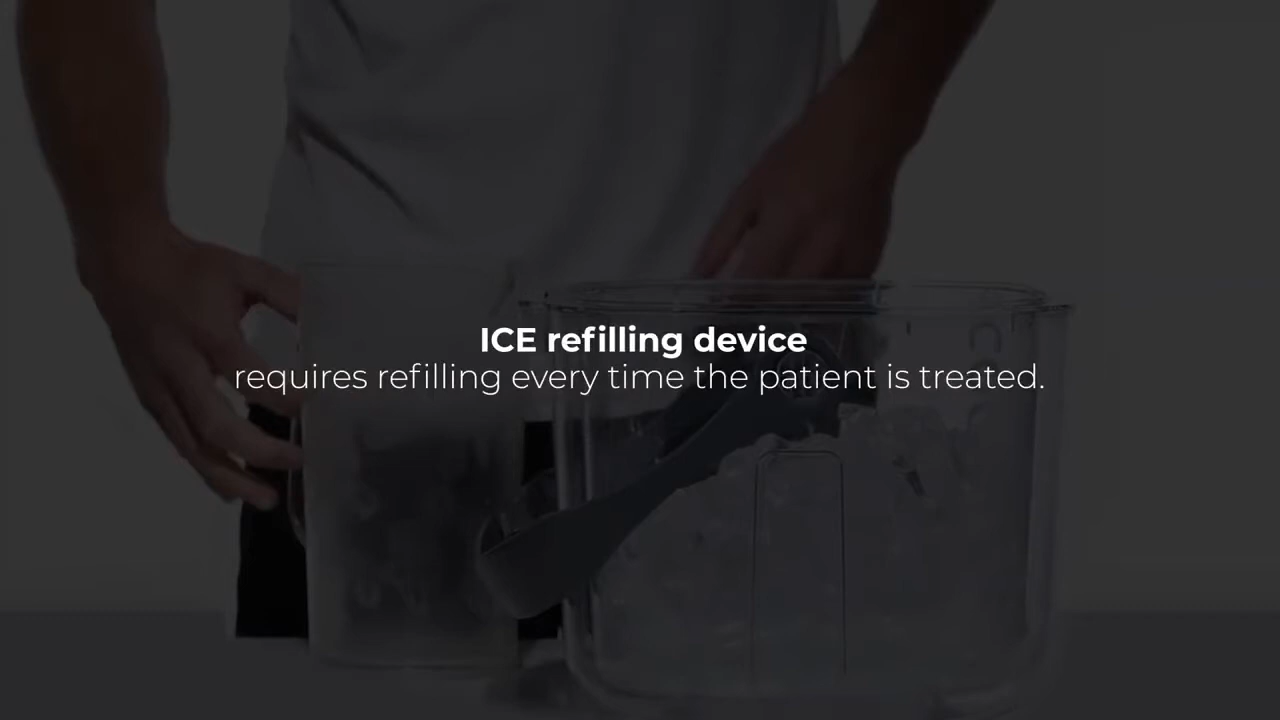 ICE refilling device
requires refilling every time the patient is treated.